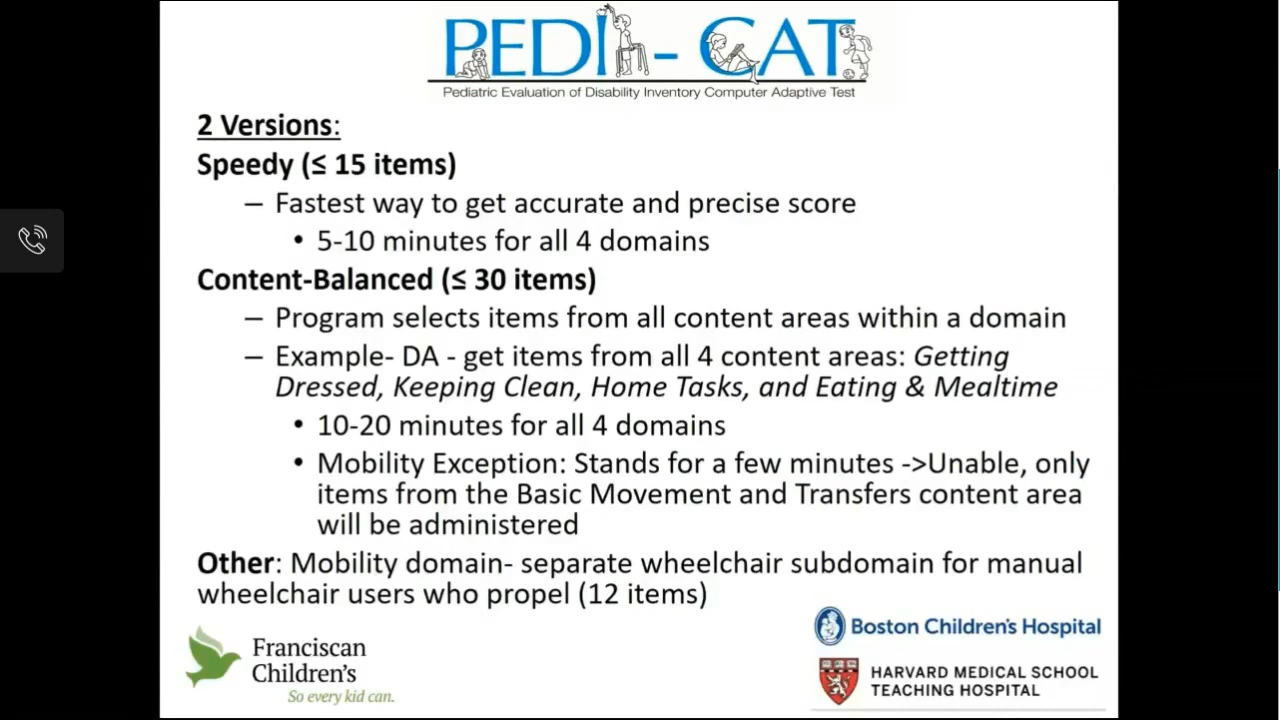 PEDI - CAT
Pediatric Evaluation of Disability Inventory Computer Adaptive Test
2 Versions:
Speedy (≤ 15 items)
– Fastest way to get accurate and precise score
• 5-10 minutes for all 4 domains
Content-Balanced (≤ 30 items)
– Program selects items from all content areas within a domain
– Example- DA - get items from all 4 content areas: Getting
Dressed, Keeping Clean, Home Tasks, and Eating & Mealtime
• 10-20 minutes for all 4 domains
• Mobility Exception: Stands for a few minutes ->Unable, only
items from the Basic Movement and Transfers content area
will be administered
Other: Mobility domain- separate wheelchair subdomain for manual
wheelchair users who propel (12 items)
Franciscan
Children's
So every kid can.
Boston Children's Hospital
HARVARD MEDICAL SCHOOL
TEACHING HOSPITAL